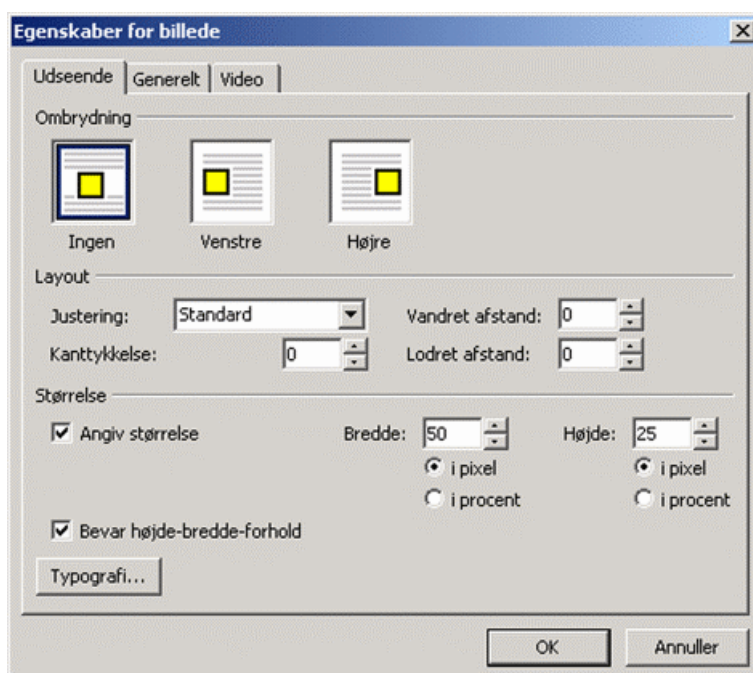 Egenskaber for billede
Udseende Generelt Video
Ombrydning
Ingen Venstre Højre
Layout
Justering: Standard Vandret afstand: 0
Kanttykkelse: 0 Lodret afstand: 0
Størrelse
Angiv størrelse Bredde: 50 Højde: 25
i pixel i pixel
i procent i procent
Bevar højde-bredde-forhold
Typografi...
OK Annuller